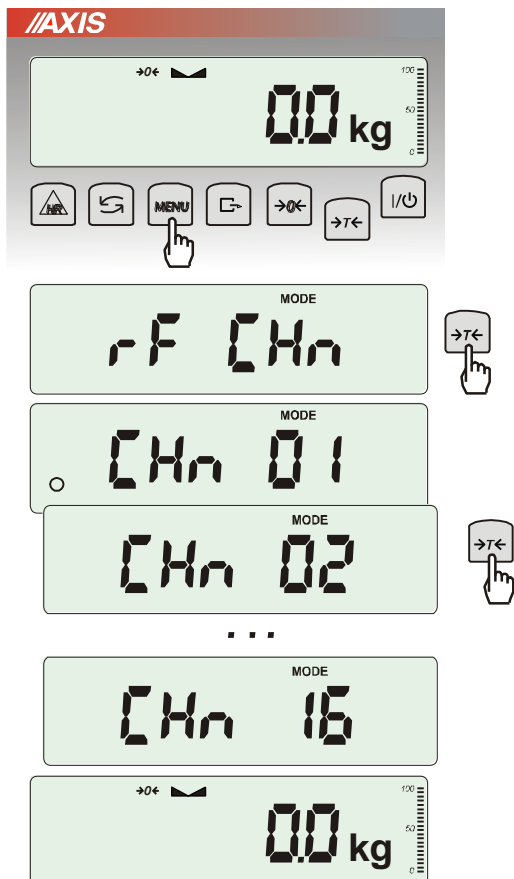 //AXIS
→0← 100
50
0.0 kg
0
HR MENU →0← →T← I/⏻
MODE
rF CHn →T←
MODE
CHn 01
MODE
CHn 02 →T←
...
MODE
CHn 16
→0← 100
50
0.0 kg
0